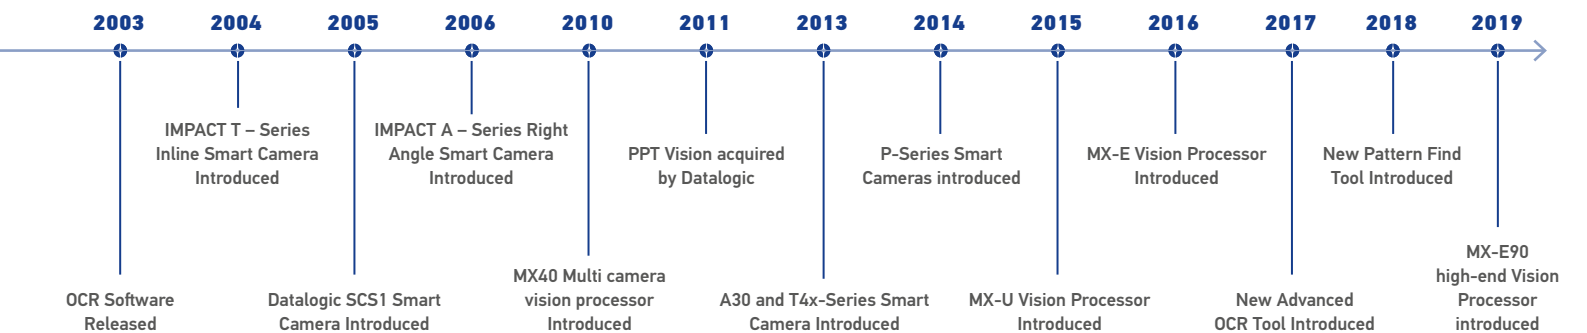 2003 2004 2005 2006 2010 2011 2013 2014 2015 2016 2017 2018 2019
OCR Software
Released
IMPACT T – Series
Inline Smart Camera
Introduced
Datalogic SCS1 Smart
Camera Introduced
IMPACT A – Series Right
Angle Smart Camera
Introduced
MX40 Multi camera
vision processor
Introduced
PPT Vision acquired
by Datalogic
A30 and T4x-Series Smart
Camera Introduced
P-Series Smart
Cameras introduced
MX-U Vision Processor
Introduced
MX-E Vision Processor
Introduced
New Advanced
OCR Tool Introduced
New Pattern Find
Tool Introduced
MX-E90
high-end Vision
Processor
introduced